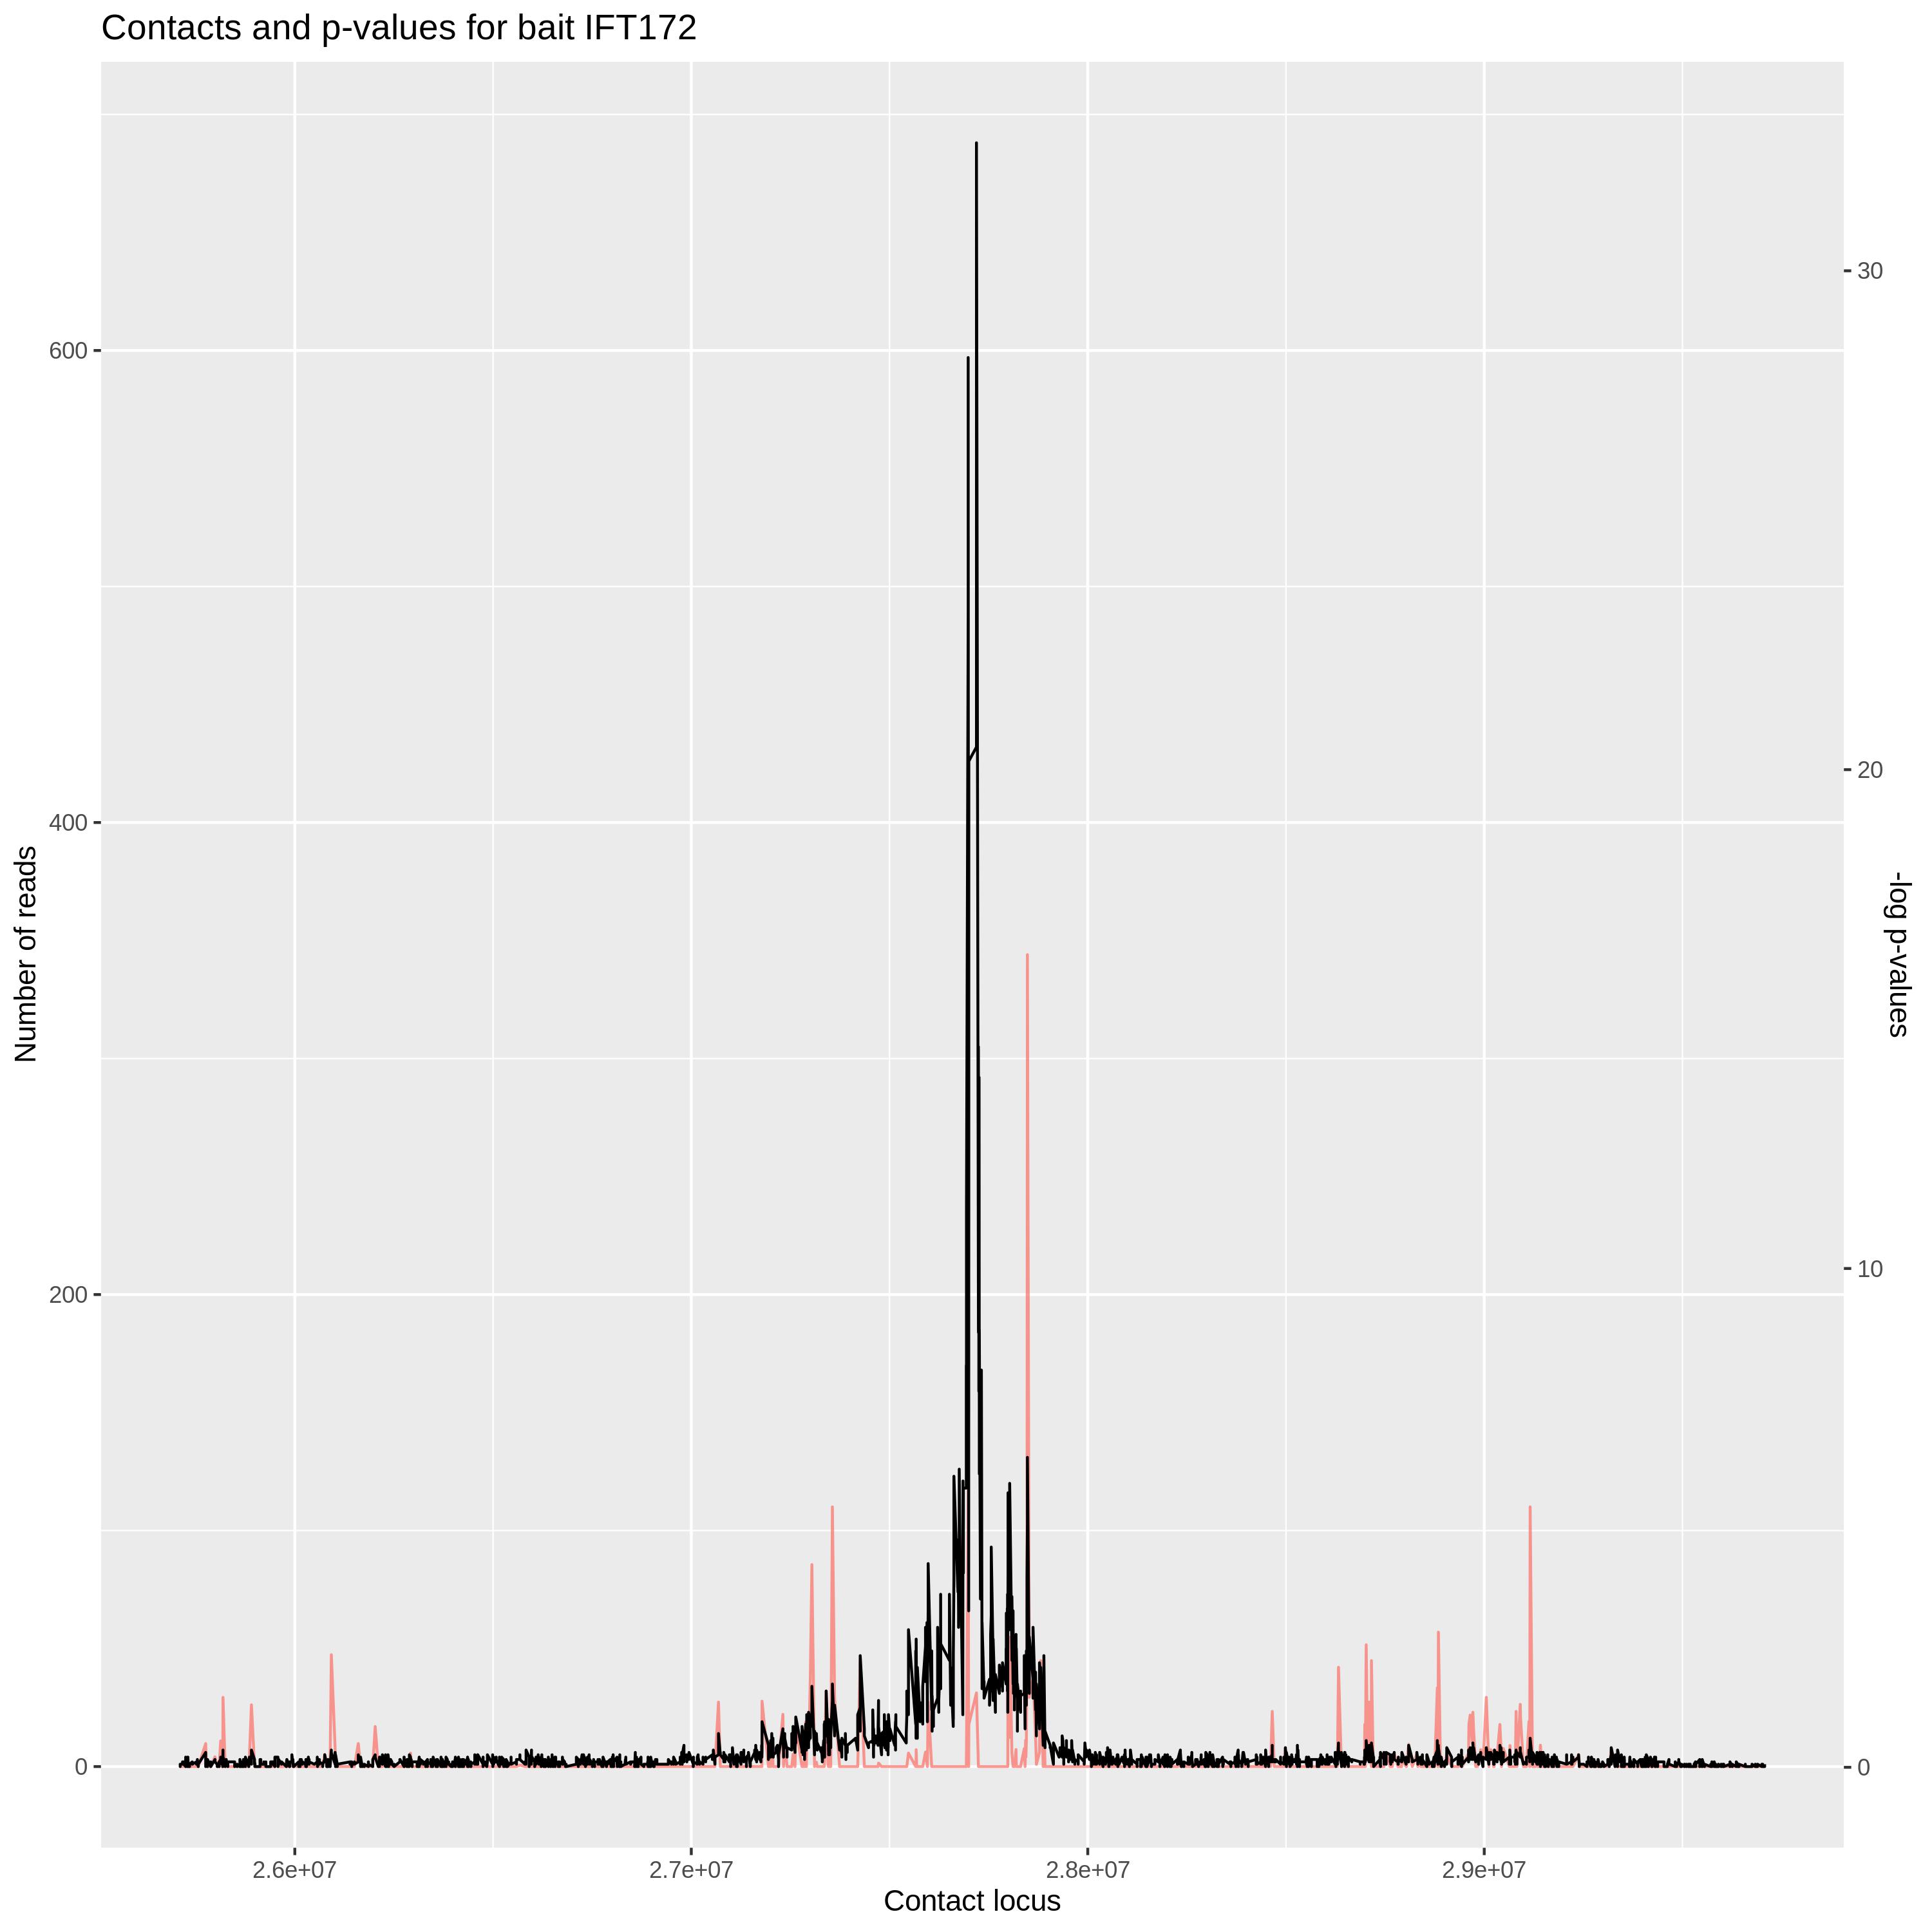 Contacts and p-values for bait IFT172
30
600
20
400
Number of reads
-log p-values
10
200
0
0
2.6e+07
2.7e+07
2.8e+07
2.9e+07
Contact locus